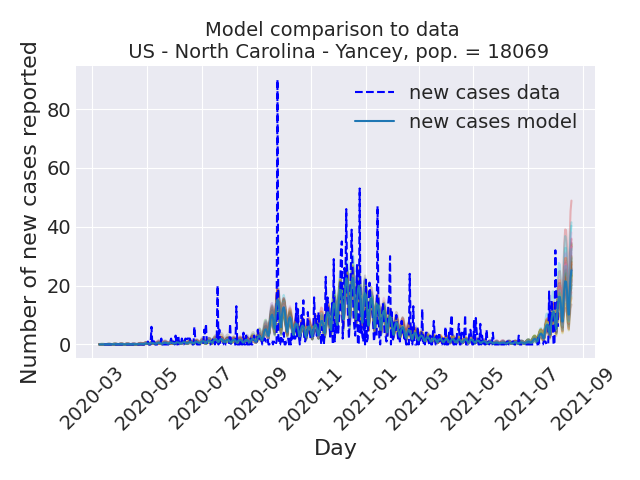 Model comparison to data
US - North Carolina - Yancey, pop. = 18069
Number of new cases reported
80
60
40
20
0
new cases data
new cases model
2020-03
2020-05
2020-07
2020-09
2020-11
2021-01
2021-03
2021-05
2021-07
2021-09
Day